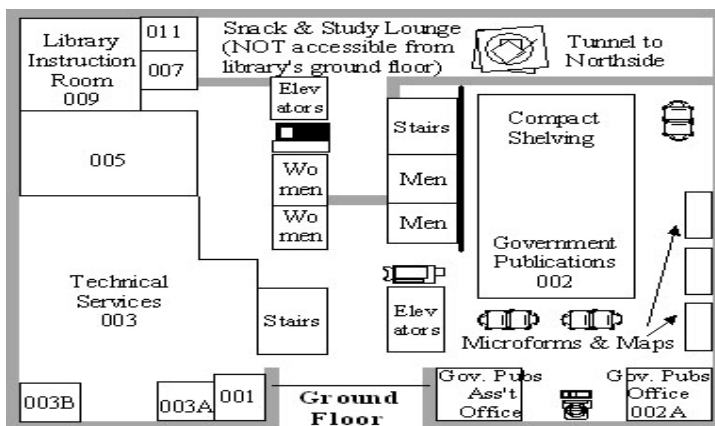 Library
Instruction
Room
009
011
007
Snack & Study Lounge
(NOT accessible from
library's ground floor)
Tunnel to
Northside
Elev
ators
Stairs
Compact
Shelving
005
Wo
men
Men
Wo
men
Men
Government
Publications
002
Technical
Services
003
Stairs
Elev
ators
Microforms & Maps
003B
003A
001
Ground
Floor
Gov. Pubs
Ass't
Office
Gov. Pubs
Office
002A